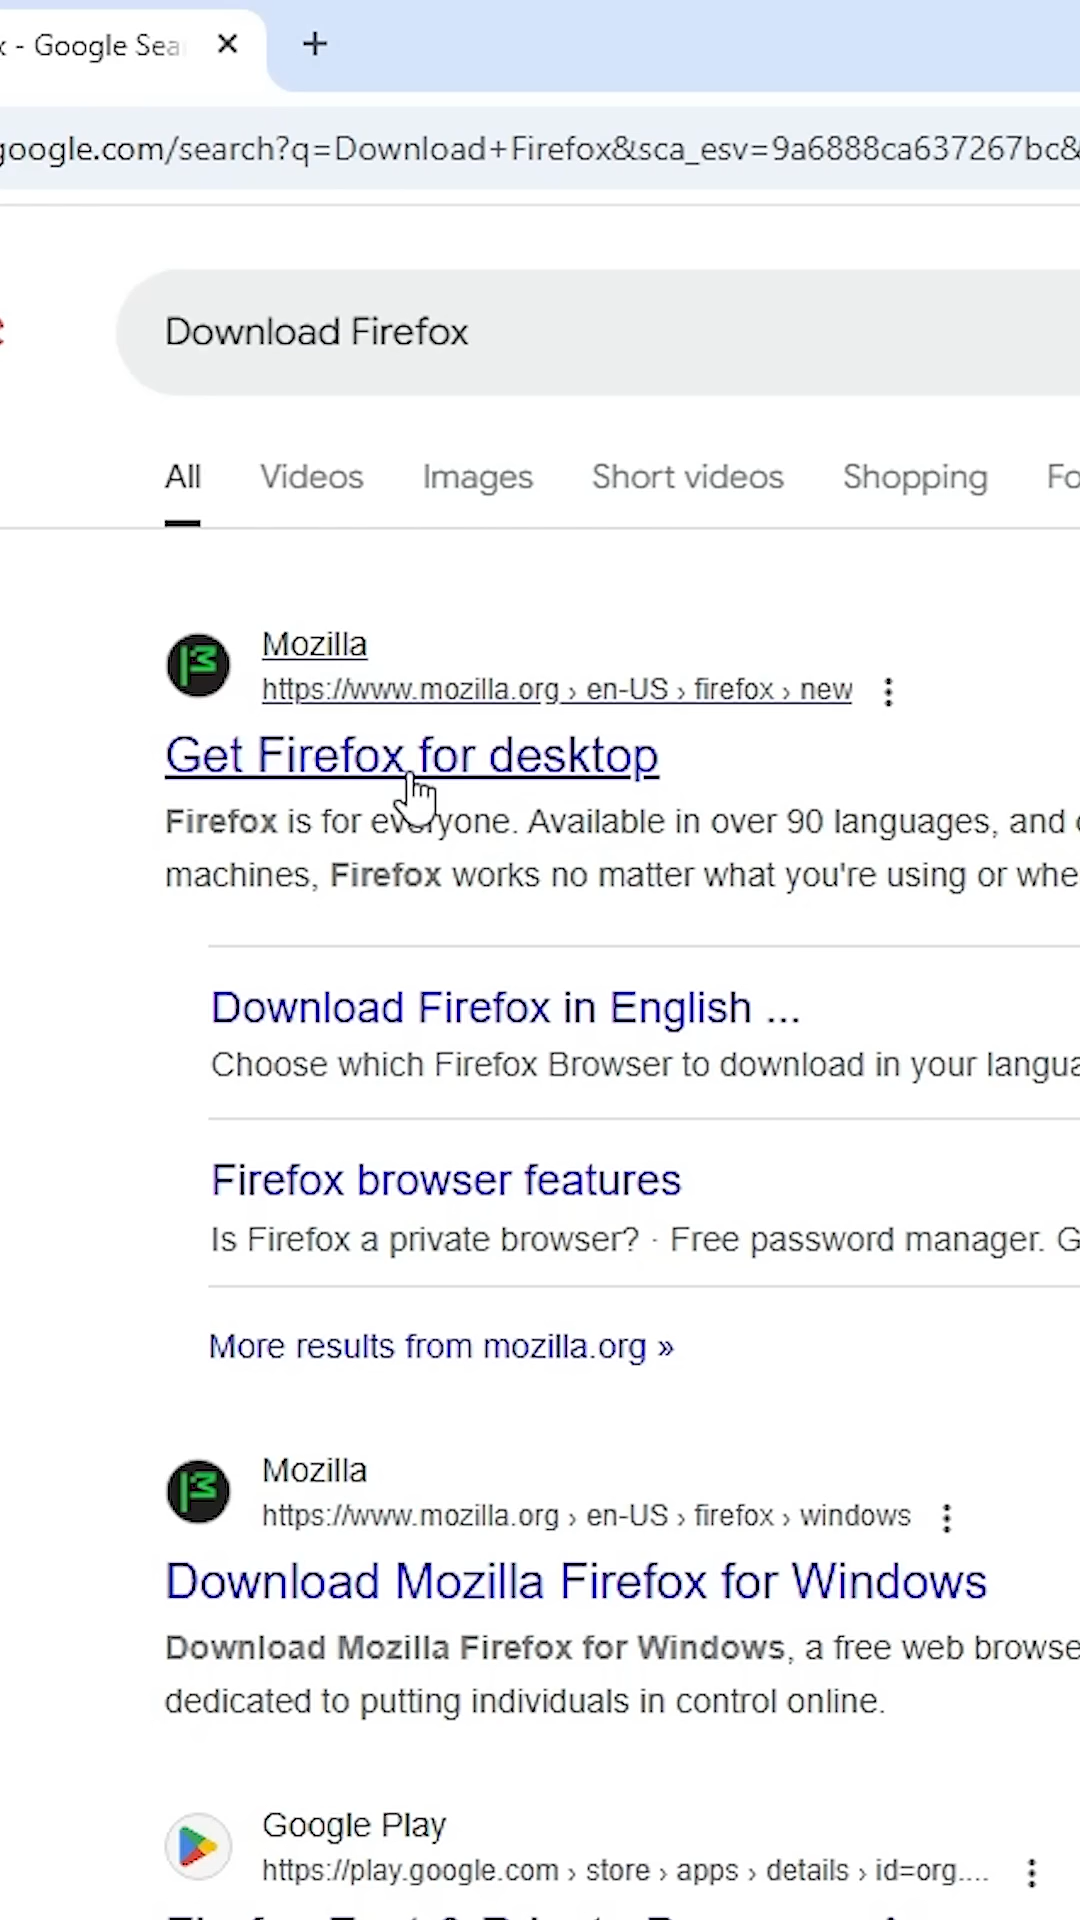 - Google Sea
google.com/search?q=Download+Firefox&sca_esv=9a6888ca637267bc&
Download Firefox
All Videos Images Short videos Shopping Fo
Mozilla
https://www.mozilla.org › en-US › firefox › new
Get Firefox for desktop
Firefox is for everyone. Available in over 90 languages, and
machines, Firefox works no matter what you're using or whe
Download Firefox in English ...
Choose which Firefox Browser to download in your langua
Firefox browser features
Is Firefox a private browser? · Free password manager. G
More results from mozilla.org »
Mozilla
https://www.mozilla.org › en-US › firefox › windows
Download Mozilla Firefox for Windows
Download Mozilla Firefox for Windows, a free web browse
dedicated to putting individuals in control online.
Google Play
https://play.google.com › store › apps › details › id=org....